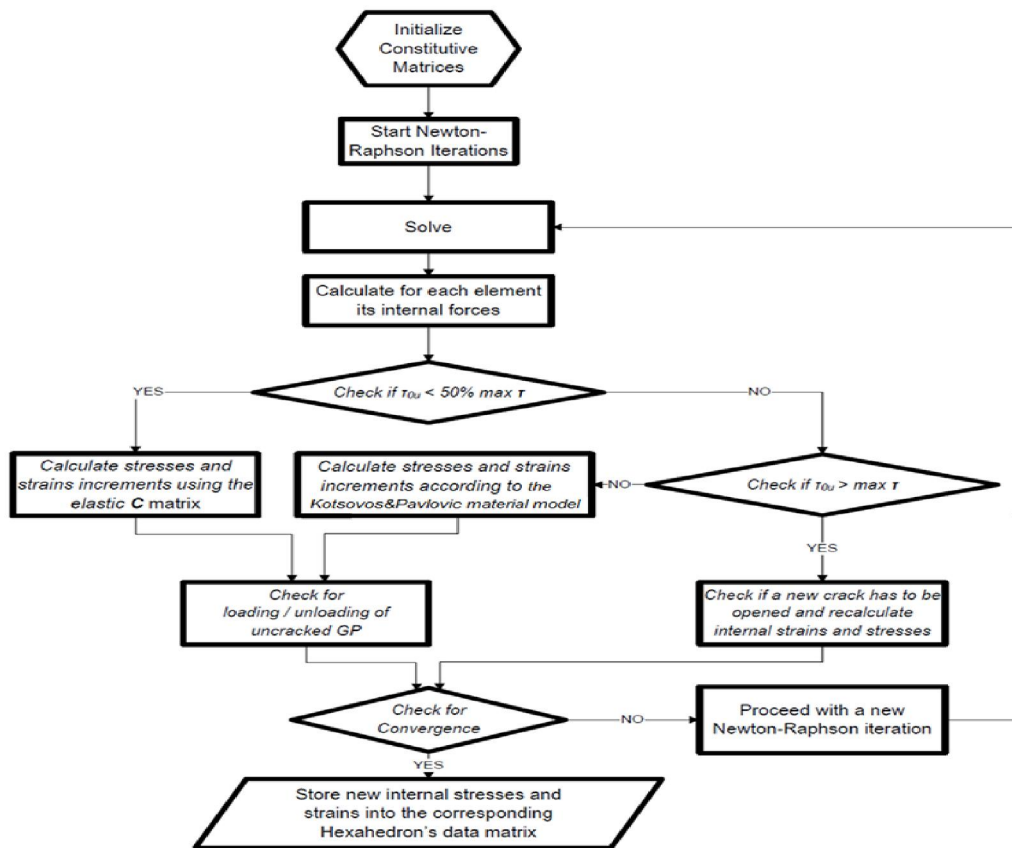 Initialize
Constitutive
Matrices
Start Newton-
Raphson Iterations
Solve
Calculate for each element
its internal forces
YES
Check if τ0u < 50% max τ
NO
Calculate stresses and
strains increments using the
elastic C matrix
Calculate stresses and strains
increments according to the
Kotsovos&Pavlovic material model
NO
Check if τ0u > max τ
YES
Check for
loading / unloading of
uncracked GP
Check if a new crack has to be
opened and recalculate
internal strains and stresses
Check for
Convergence
NO
Proceed with a new
Newton-Raphson iteration
YES
Store new internal stresses and
strains into the corresponding
Hexahedron's data matrix